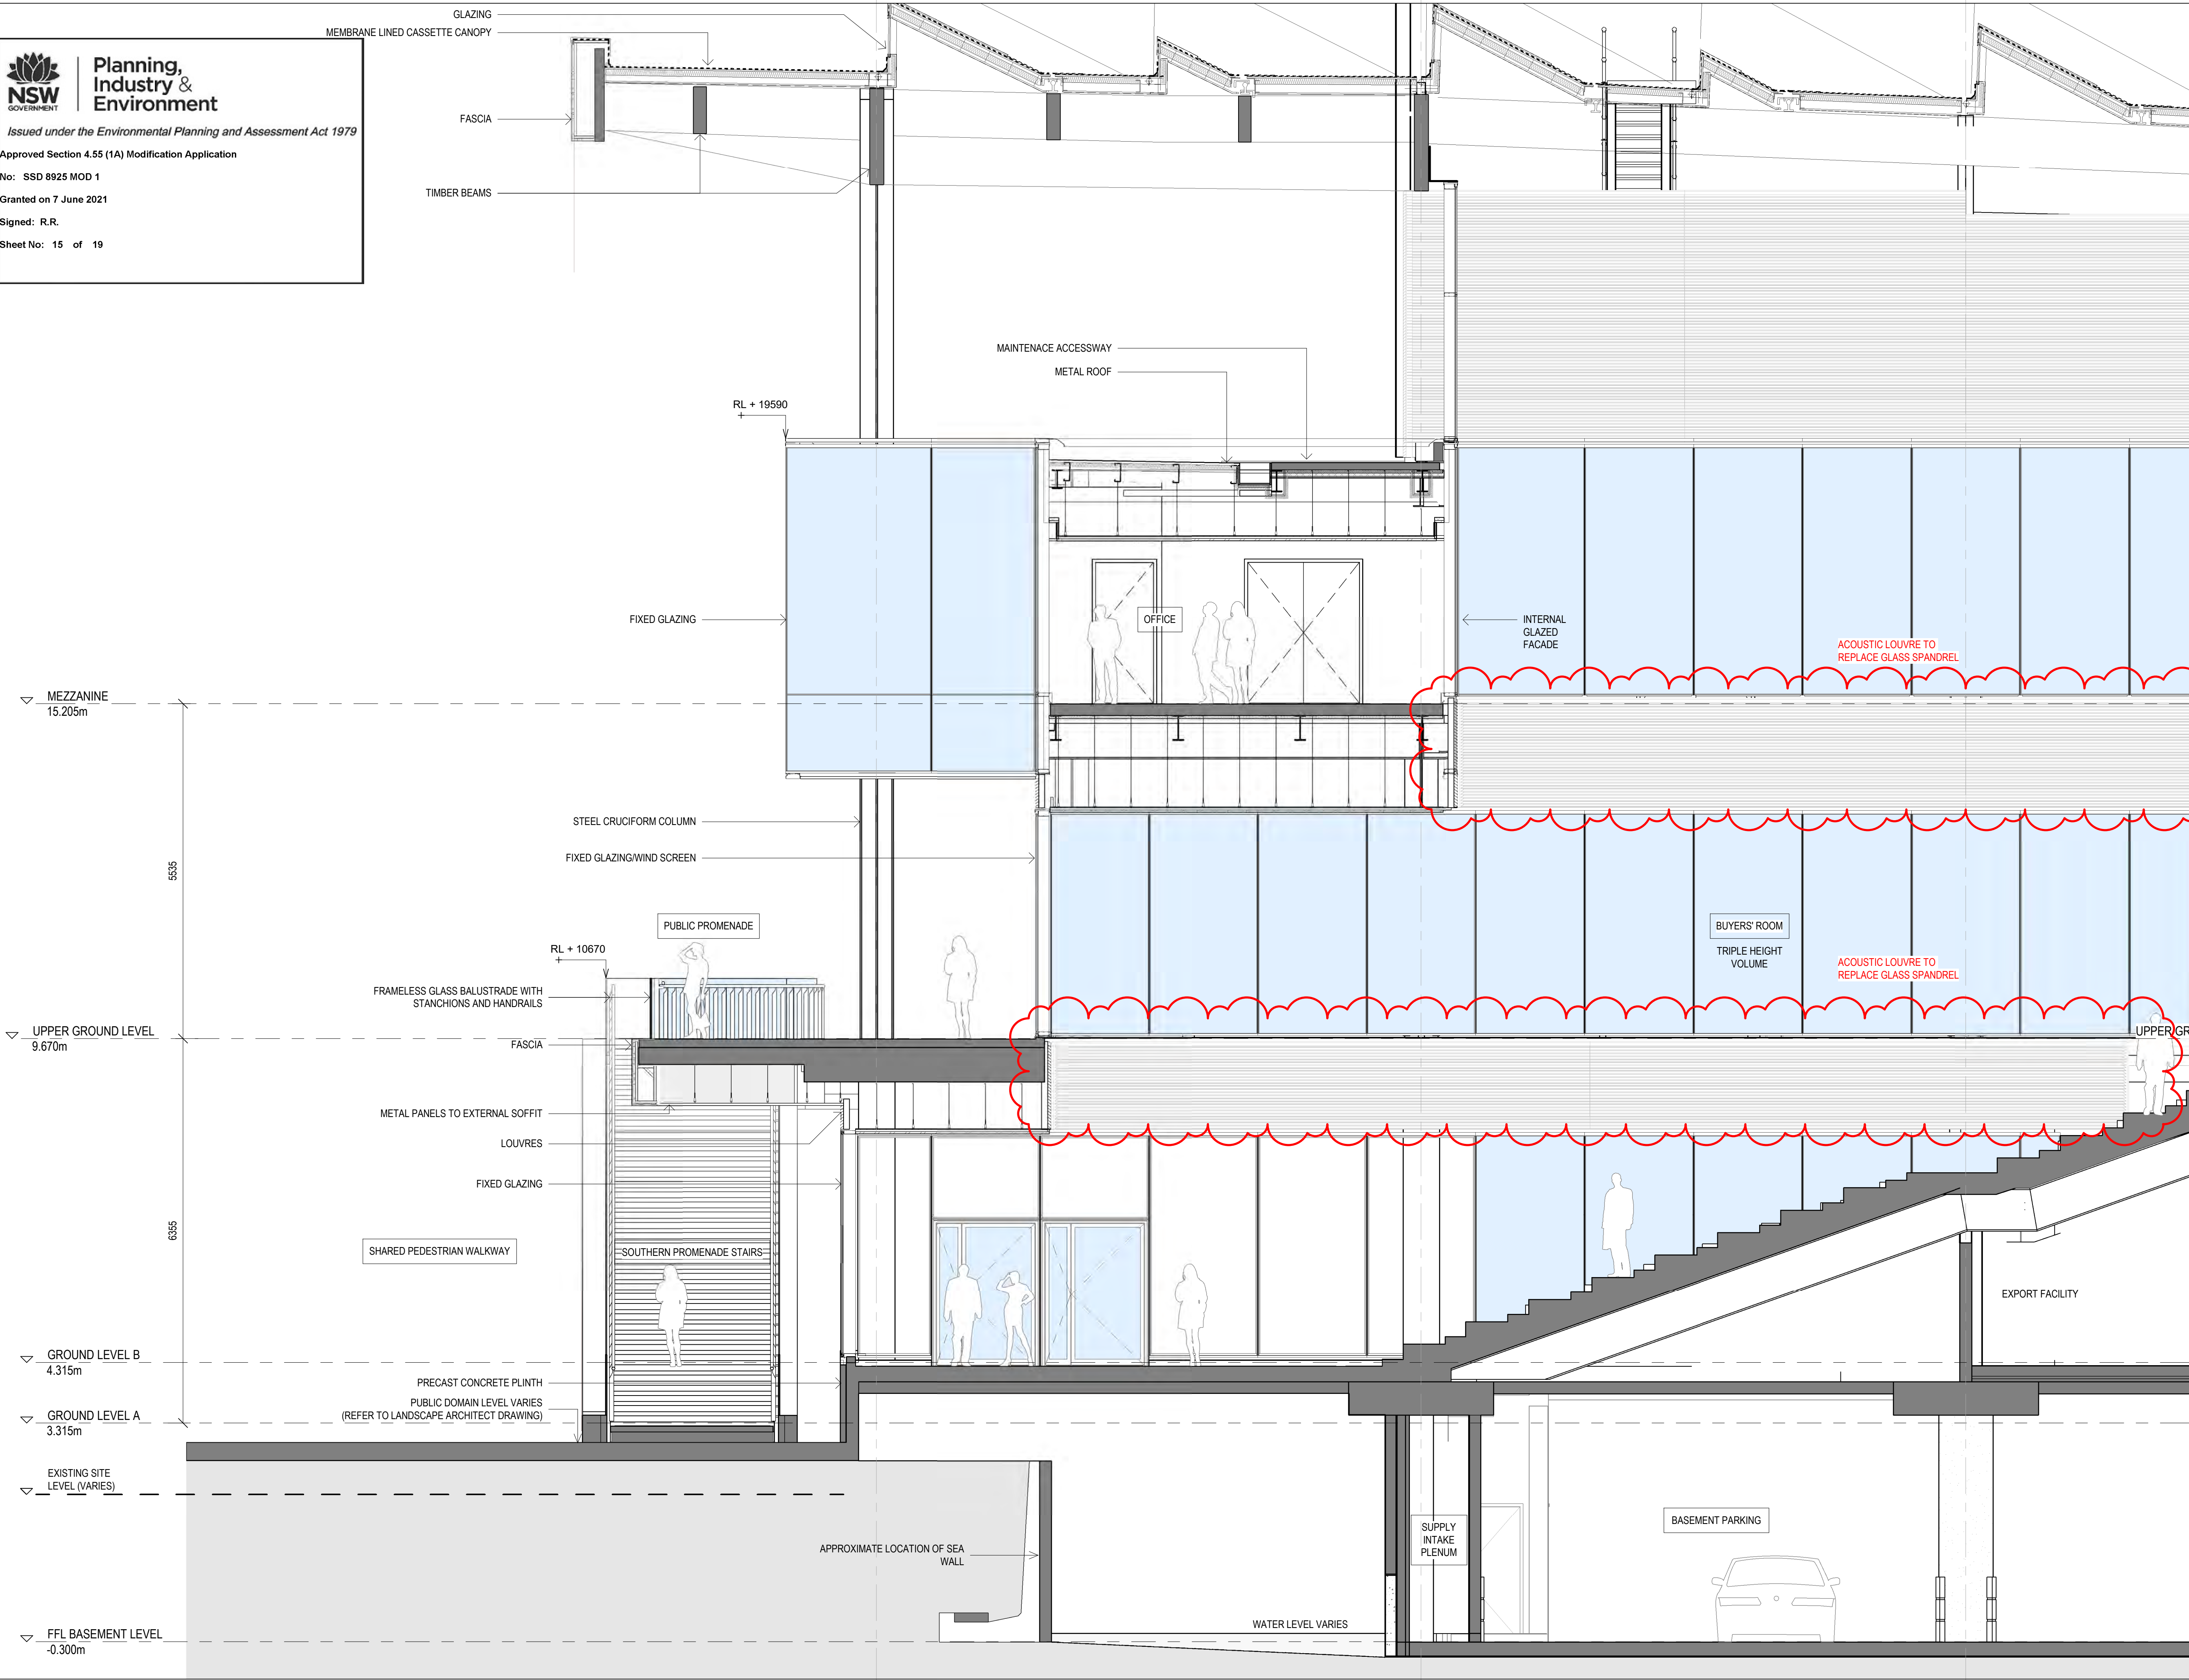 GLAZING
MEMBRANE LINED CASSETTE CANOPY
NSW
GOVERNMENT
Planning,
Industry &
Environment
Issued under the Environmental Planning and Assessment Act 1979
Approved Section 4.55 (1A) Modification Application
No: SSD 8925 MOD 1
Granted on 7 June 2021
Signed: R.R.
Sheet No: 15 of 19
FASCIA
TIMBER BEAMS
MAINTENACE ACCESSWAY
METAL ROOF
RL + 19590
FIXED GLAZING
OFFICE
INTERNAL
GLAZED
FACADE
ACOUSTIC LOUVRE TO
REPLACE GLASS SPANDREL
MEZZANINE
15.205m
STEEL CRUCIFORM COLUMN
FIXED GLAZING/WIND SCREEN
5535
PUBLIC PROMENADE
BUYERS' ROOM
TRIPLE HEIGHT
VOLUME
ACOUSTIC LOUVRE TO
REPLACE GLASS SPANDREL
RL + 10670
FRAMELESS GLASS BALUSTRADE WITH
STANCHIONS AND HANDRAILS
UPPER GROUND LEVEL
9.670m
UPPER GR
FASCIA
METAL PANELS TO EXTERNAL SOFFIT
LOUVRES
FIXED GLAZING
6355
SHARED PEDESTRIAN WALKWAY
SOUTHERN PROMENADE STAIRS
EXPORT FACILITY
GROUND LEVEL B
4.315m
PRECAST CONCRETE PLINTH
PUBLIC DOMAIN LEVEL VARIES
(REFER TO LANDSCAPE ARCHITECT DRAWING)
GROUND LEVEL A
3.315m
EXISTING SITE
LEVEL (VARIES)
APPROXIMATE LOCATION OF SEA
WALL
SUPPLY
INTAKE
PLENUM
BASEMENT PARKING
WATER LEVEL VARIES
FFL BASEMENT LEVEL
-0.300m